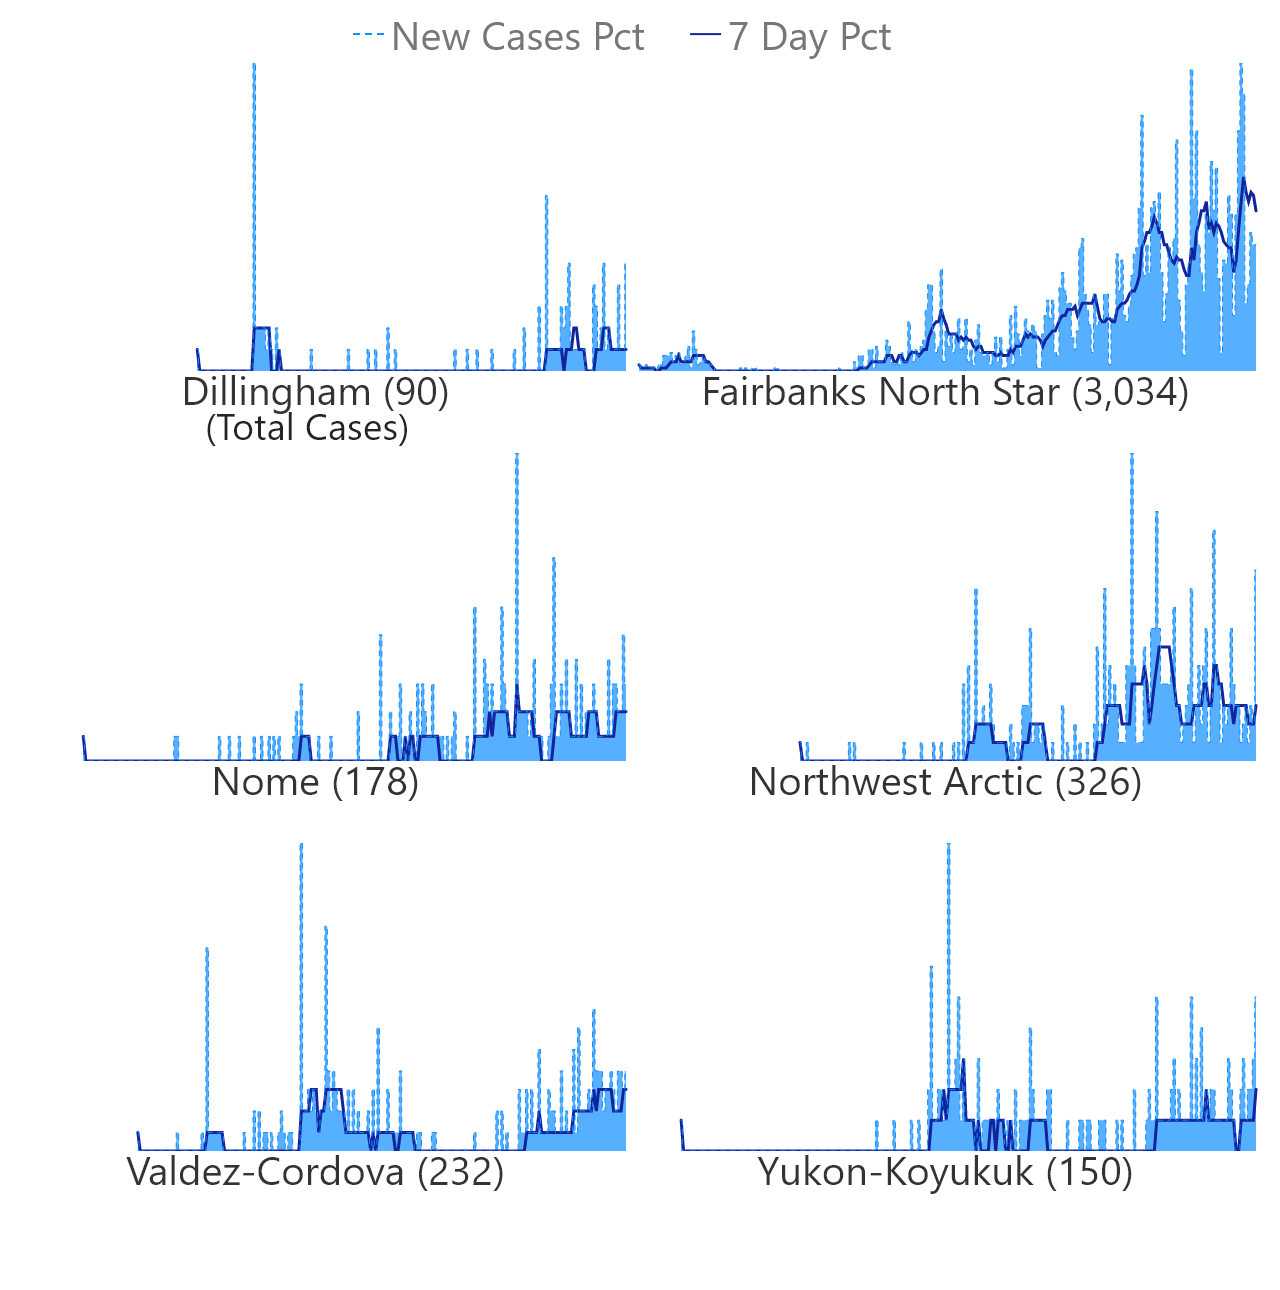 New Cases Pct 7 Day Pct
Dillingham (90)
(Total Cases)
Fairbanks North Star (3,034)
Nome (178)
Northwest Arctic (326)
Valdez-Cordova (232)
Yukon-Koyukuk (150)